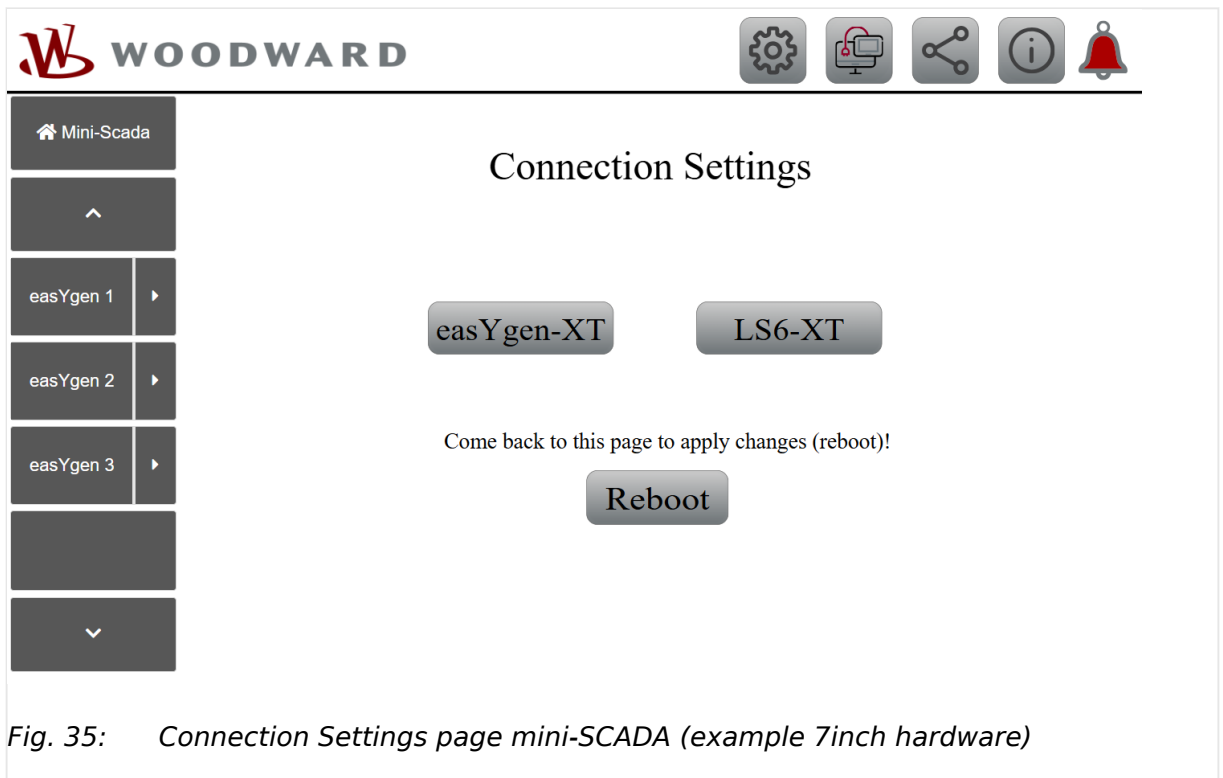 WOODWARD
Mini-Scada
Connection Settings
easYgen 1
easYgen-XT LS6-XT
easYgen 2
Come back to this page to apply changes (reboot)!
easYgen 3
Reboot
Fig. 35: Connection Settings page mini-SCADA (example 7inch hardware)